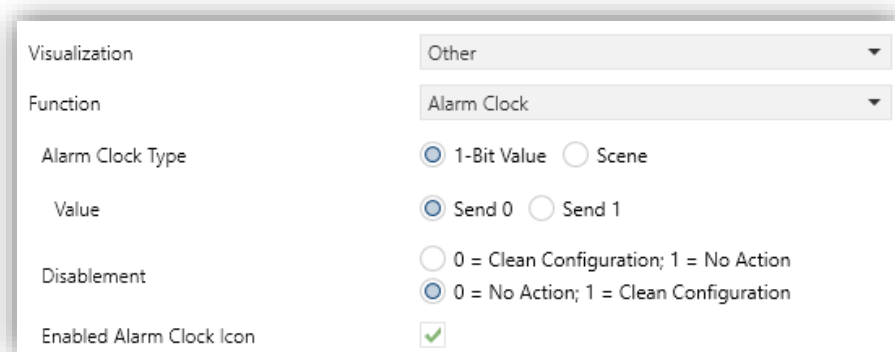 Visualization Other
Function Alarm Clock
Alarm Clock Type 1-Bit Value Scene
Value Send 0 Send 1
0 = Clean Configuration; 1 = No Action
Disablement
0 = No Action; 1 = Clean Configuration
Enabled Alarm Clock Icon